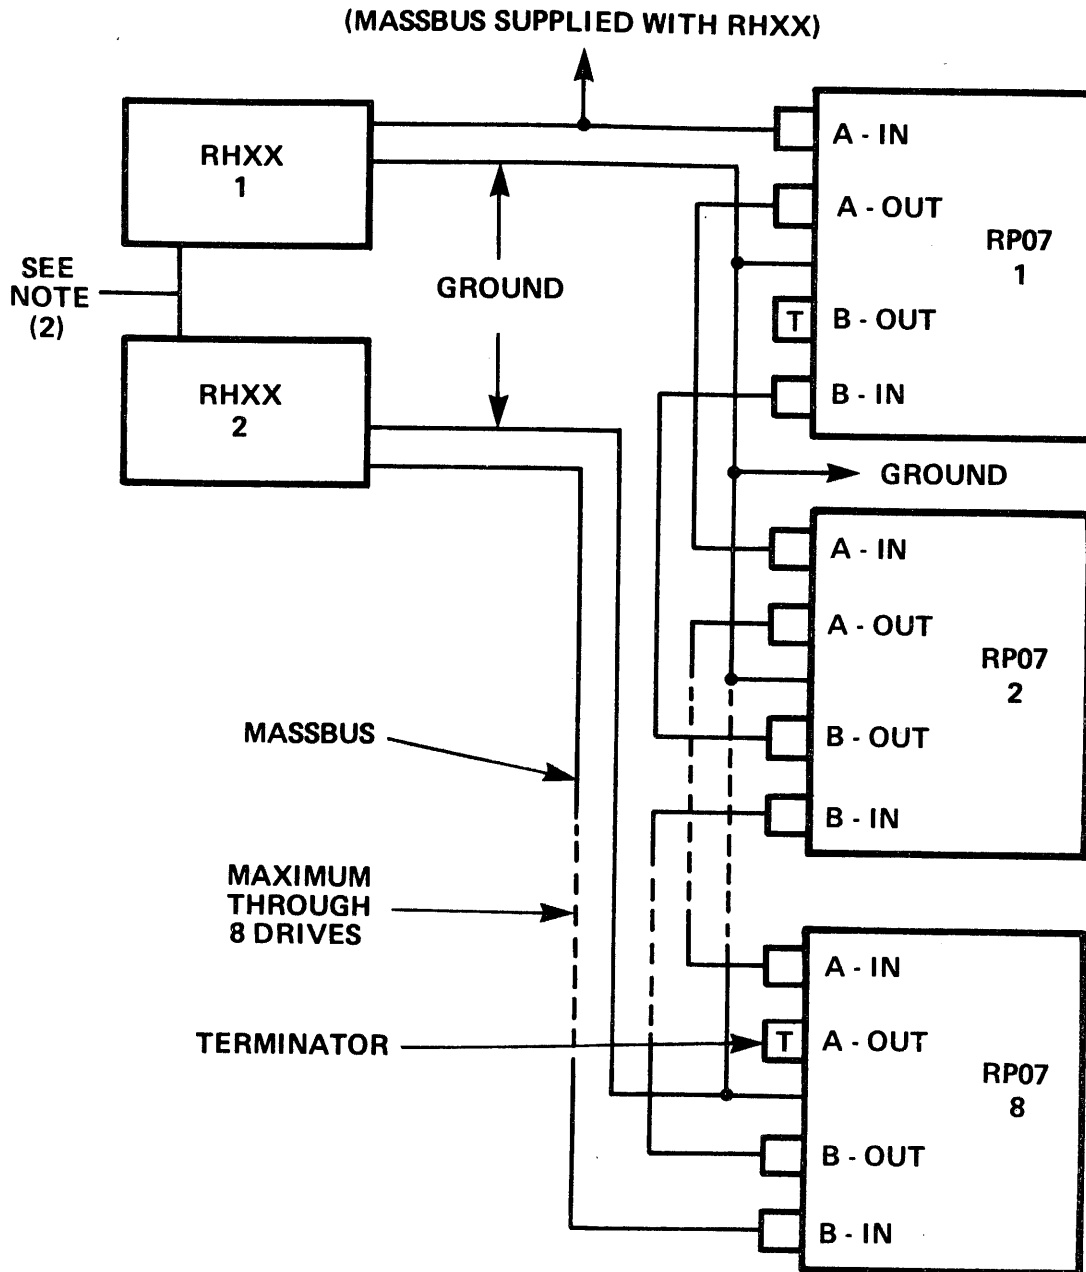 (MASSBUS SUPPLIED WITH RHXX)
RHXX
1
A - IN
A - OUT
RP07
1
B - OUT
T
B - IN
SEE
NOTE
(2)
GROUND
RHXX
2
GROUND
A - IN
A - OUT
RP07
2
B - OUT
B - IN
MASSBUS
MAXIMUM
THROUGH
8 DRIVES
A - IN
TERMINATOR
T
A - OUT
RP07
8
B - OUT
B - IN